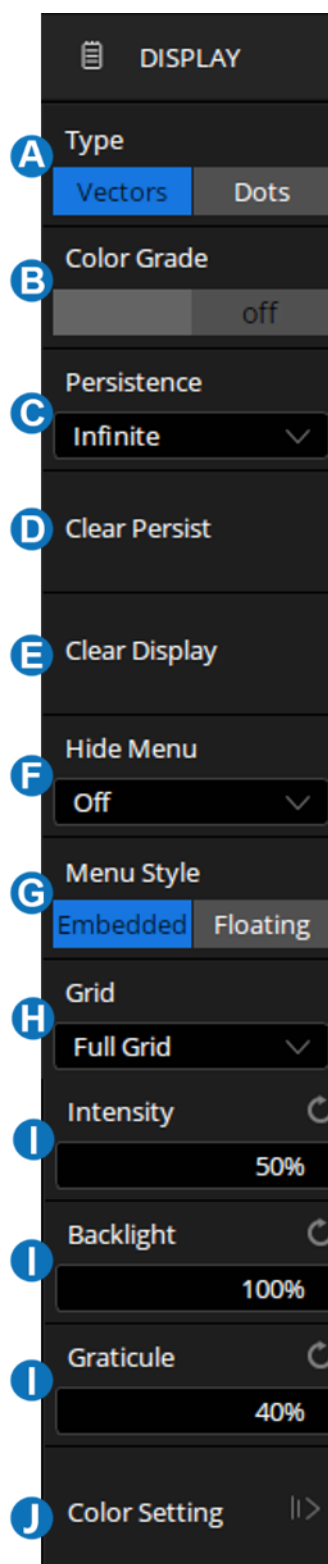 DISPLAY
A
Type
Vectors Dots
B
Color Grade
off
C
Persistence
Infinite
D
Clear Persist
E
Clear Display
F
Hide Menu
Off
G
Menu Style
Embedded Floating
H
Grid
Full Grid
I
Intensity
50%
I
Backlight
100%
I
Graticule
40%
J
Color Setting